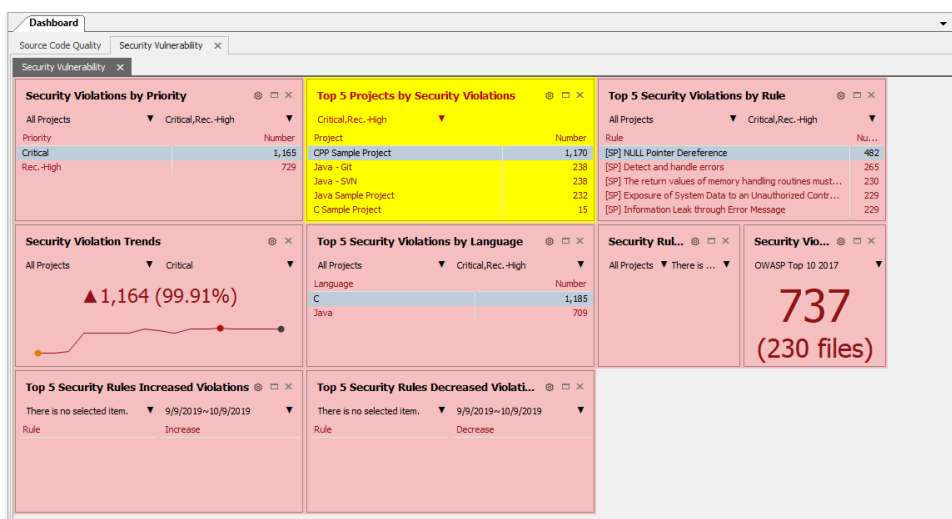 Dashboard
Source Code Quality Security Vulnerability
Security Vulnerability
Security Violations by Priority
All Projects Critical,Rec.-High
Priority Number
Critical 1,165
Rec.-High 729
Top 5 Projects by Security Violations
Critical,Rec.-High
Project Number
CPP Sample Project 1,170
Java - Git 238
Java - SVN 238
Java Sample Project 232
C Sample Project 15
Top 5 Security Violations by Rule
All Projects Critical,Rec.-High
Rule Nu...
[SP] NULL Pointer Dereference 482
[SP] Detect and handle errors 265
[SP] The return values of memory handling routines must... 230
[SP] Exposure of System Data to an Unauthorized Contr... 229
[SP] Information Leak through Error Message 229
Security Violation Trends
All Projects Critical
▲1,164 (99.91%)
Top 5 Security Violations by Language
All Projects Critical,Rec.-High
Language Number
C 1,185
Java 709
Security Rul...
All Projects There is ...
Security Vio...
OWASP Top 10 2017
737
(230 files)
Top 5 Security Rules Increased Violations
There is no selected item. 9/9/2019~10/9/2019
Rule Increase
Top 5 Security Rules Decreased Violati...
There is no selected item. 9/9/2019~10/9/2019
Rule Decrease